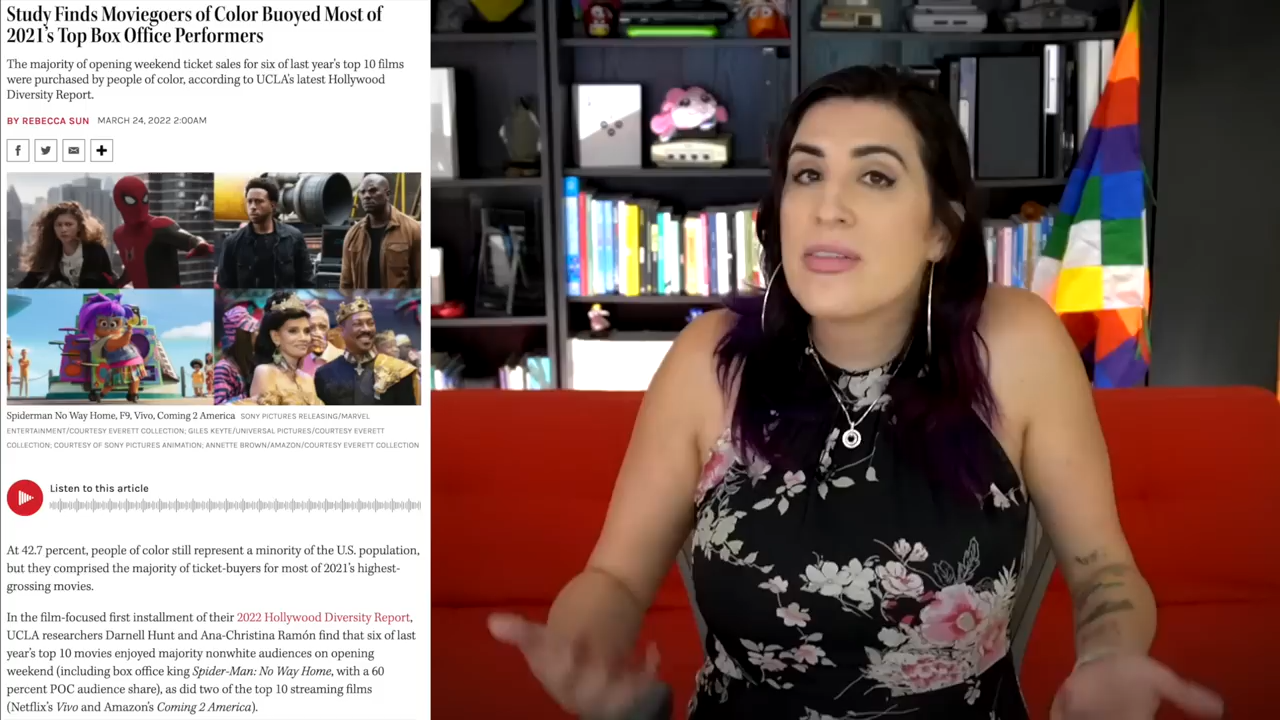 Study Finds Moviegoers of Color Buoyed Most of
2021's Top Box Office Performers
The majority of opening weekend ticket sales for six of last year's top 10 films
were purchased by people of color, according to UCLA's latest Hollywood
Diversity Report.
BY REBECCA SUN MARCH 24, 2022 2:00AM
Spiderman No Way Home, F9, Vivo, Coming 2 America SONY PICTURES RELEASING/MARVEL
ENTERTAINMENT/COURTESY EVERETT COLLECTION; GILES KEYTE/UNIVERSAL PICTURES/COURTESY EVERETT
COLLECTION; COURTESY OF SONY PICTURES ANIMATION; ANNETTE BROWN/AMAZON/COURTESY EVERETT COLLECTION
Listen to this article
At 42.7 percent, people of color still represent a minority of the U.S. population,
but they comprised the majority of ticket-buyers for most of 2021's highest-
grossing movies.
In the film-focused first installment of their 2022 Hollywood Diversity Report,
UCLA researchers Darnell Hunt and Ana-Christina Ramón find that six of last
year's top 10 movies enjoyed majority nonwhite audiences on opening
weekend (including box office king Spider-Man: No Way Home, with a 60
percent POC audience share), as did two of the top 10 streaming films
(Netflix's Vivo and Amazon's Coming 2 America).